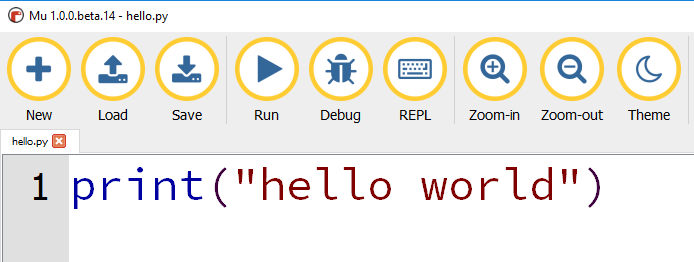 Mu 1.0.0.beta.14 - hello.py
New Load Save Run Debug REPL Zoom-in Zoom-out Theme
hello.py
1 print("hello world")